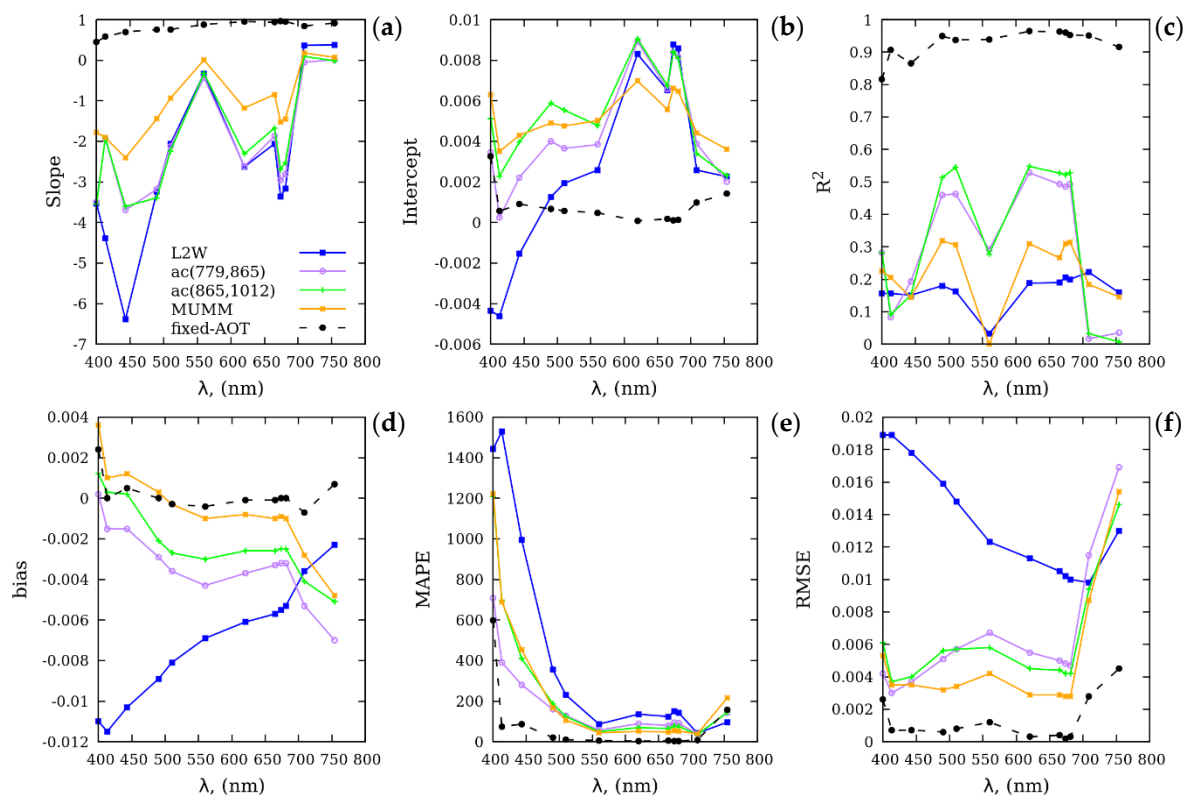 (a)
Slope
1
0
-1
-2
-3
-4
-5
-6
-7
L2W
ac(779,865)
ac(865,1012)
MUMM
fixed-AOT
400 450 500 550 600 650 700 750 800
λ, (nm)
(b)
Intercept
0.01
0.008
0.006
0.004
0.002
0
-0.002
-0.004
-0.006
400 450 500 550 600 650 700 750 800
λ, (nm)
(c)
R2
1
0.9
0.8
0.7
0.6
0.5
0.4
0.3
0.2
0.1
0
400 450 500 550 600 650 700 750 800
λ, (nm)
(d)
bias
0.004
0.002
0
-0.002
-0.004
-0.006
-0.008
-0.01
-0.012
400 450 500 550 600 650 700 750 800
λ, (nm)
(e)
MAPE
1600
1400
1200
1000
800
600
400
200
0
400 450 500 550 600 650 700 750 800
λ, (nm)
(f)
RMSE
0.02
0.018
0.016
0.014
0.012
0.01
0.008
0.006
0.004
0.002
0
400 450 500 550 600 650 700 750 800
λ, (nm)